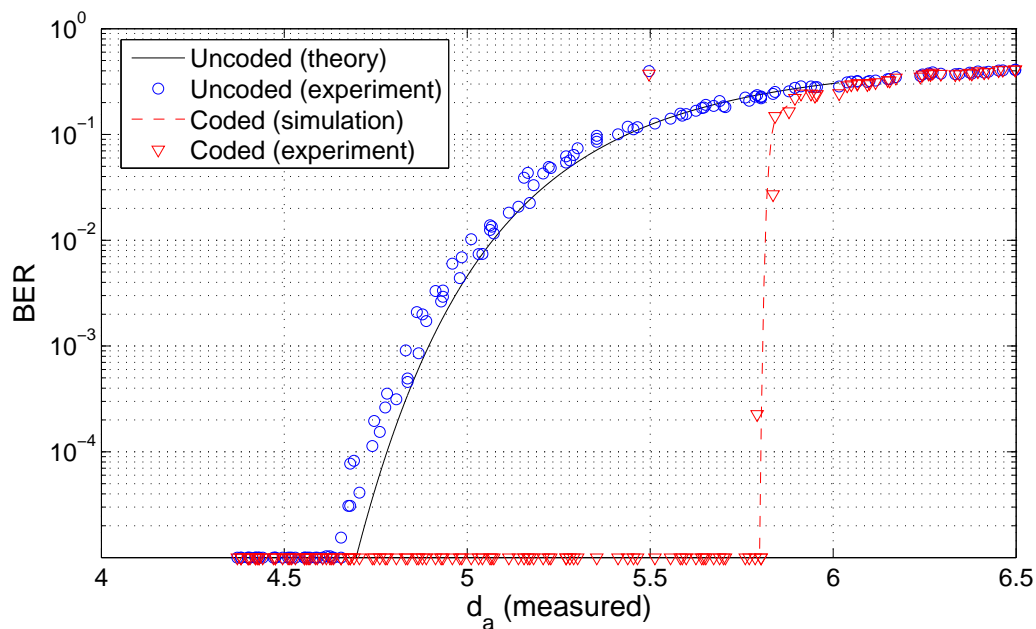 10^0
10^-1
10^-2
10^-3
10^-4
BER
Uncoded (theory)
Uncoded (experiment)
Coded (simulation)
Coded (experiment)
4 4.5 5 5.5 6 6.5
d_a (measured)